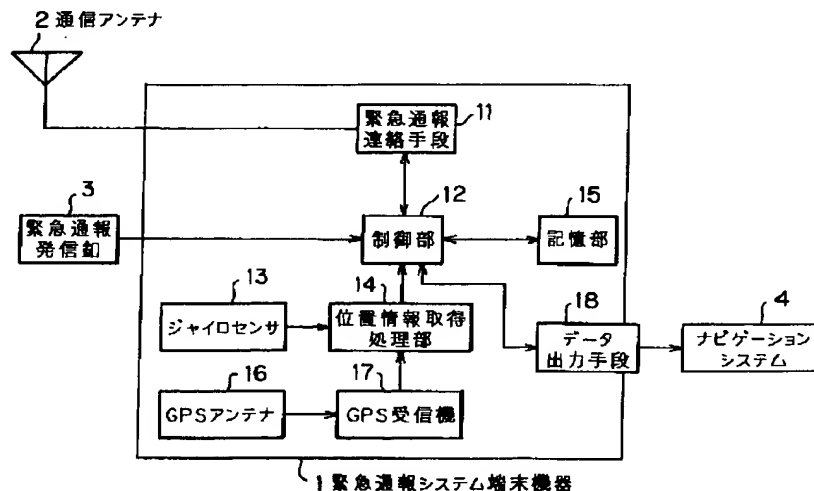 2 通信アンテナ
緊急通報
連絡手段
11
3
緊急通報
発信釦
12
制御部
15
記憶部
13
ジャイロセンサ
14
位置情報取得
処理部
18
データ
出力手段
4
ナビゲーション
システム
16
GPSアンテナ
17
GPS受信機
1 緊急通報システム端末機器